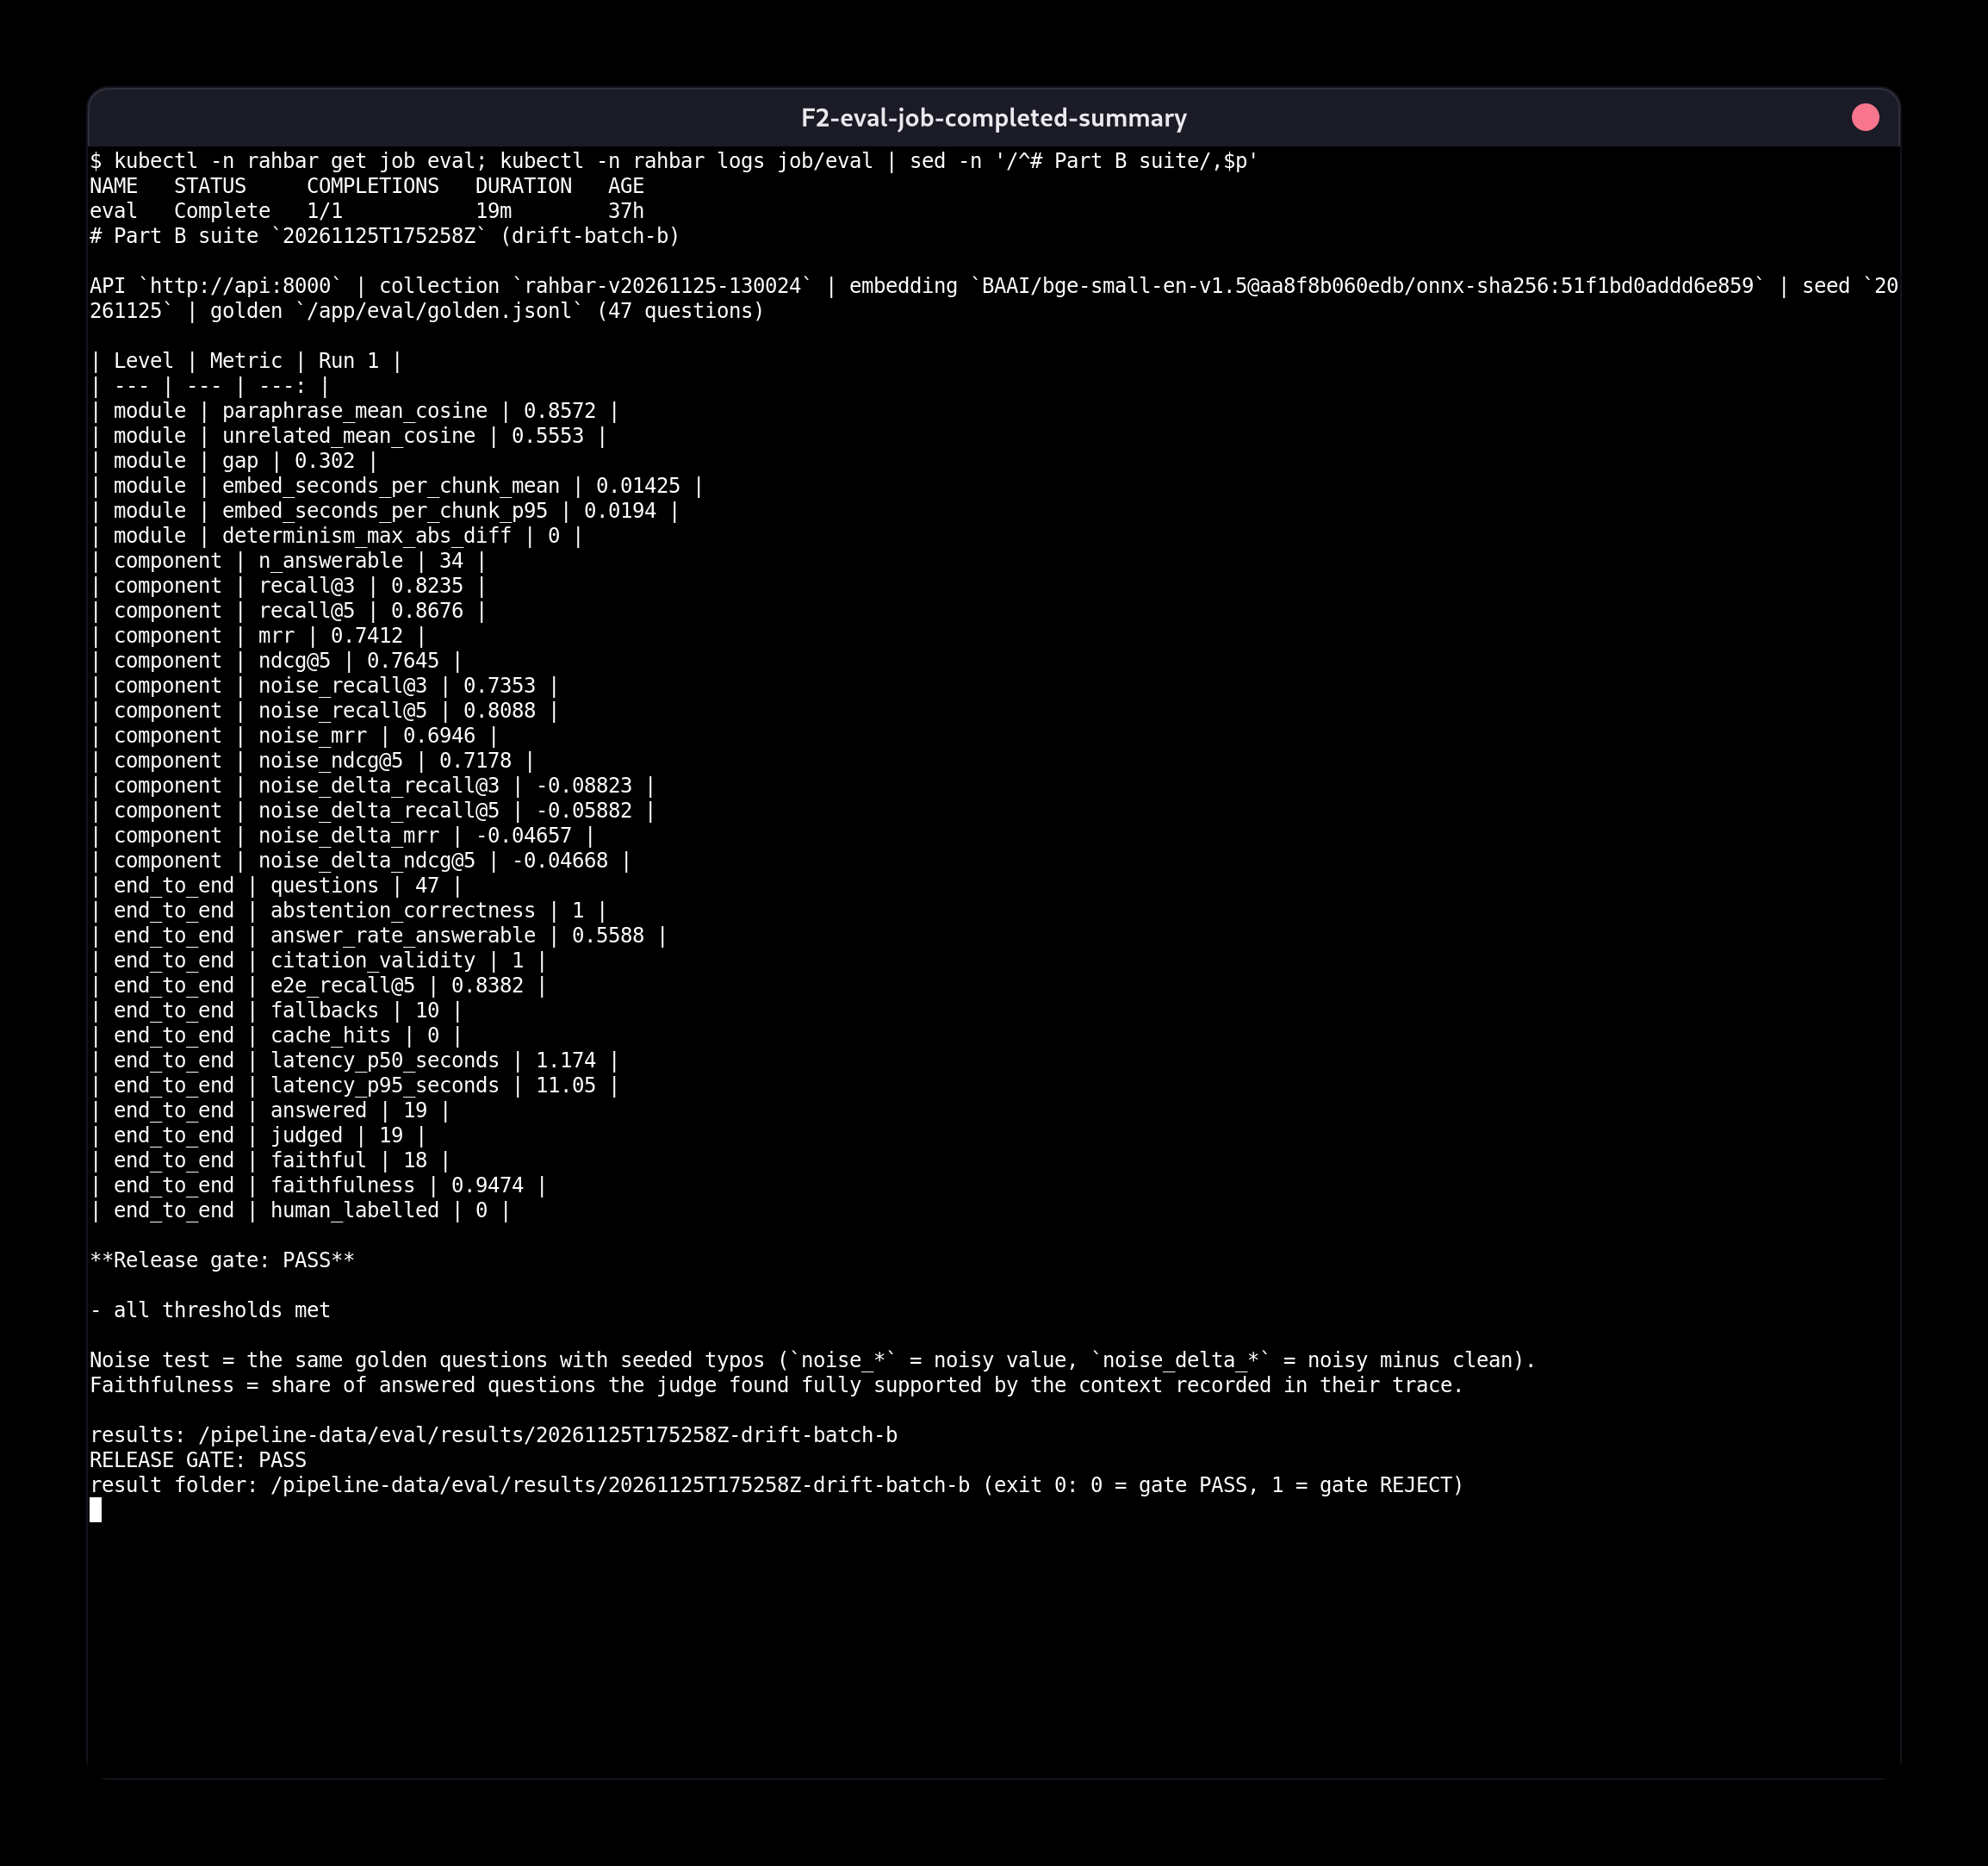 F2-eval-job-completed-summary
$ kubectl -n rahbar get job eval; kubectl -n rahbar logs job/eval | sed -n '/^# Part B suite/,$p'
NAME   STATUS     COMPLETIONS   DURATION   AGE
eval   Complete   1/1           19m        37h
# Part B suite `20261125T175258Z` (drift-batch-b)
API `http://api:8000` | collection `rahbar-v20261125-130024` | embedding `BAAI/bge-small-en-v1.5@aa8f8b060edb/onnx-sha256:51f1bd0addd6e859` | seed `20
261125` | golden `/app/eval/golden.jsonl` (47 questions)
| Level | Metric | Run 1 |
| --- | --- | ---: |
| module | paraphrase_mean_cosine | 0.8572 |
| module | unrelated_mean_cosine | 0.5553 |
| module | gap | 0.302 |
| module | embed_seconds_per_chunk_mean | 0.01425 |
| module | embed_seconds_per_chunk_p95 | 0.0194 |
| module | determinism_max_abs_diff | 0 |
| component | n_answerable | 34 |
| component | recall@3 | 0.8235 |
| component | recall@5 | 0.8676 |
| component | mrr | 0.7412 |
| component | ndcg@5 | 0.7645 |
| component | noise_recall@3 | 0.7353 |
| component | noise_recall@5 | 0.8088 |
| component | noise_mrr | 0.6946 |
| component | noise_ndcg@5 | 0.7178 |
| component | noise_delta_recall@3 | -0.08823 |
| component | noise_delta_recall@5 | -0.05882 |
| component | noise_delta_mrr | -0.04657 |
| component | noise_delta_ndcg@5 | -0.04668 |
| end_to_end | questions | 47 |
| end_to_end | abstention_correctness | 1 |
| end_to_end | answer_rate_answerable | 0.5588 |
| end_to_end | citation_validity | 1 |
| end_to_end | e2e_recall@5 | 0.8382 |
| end_to_end | fallbacks | 10 |
| end_to_end | cache_hits | 0 |
| end_to_end | latency_p50_seconds | 1.174 |
| end_to_end | latency_p95_seconds | 11.05 |
| end_to_end | answered | 19 |
| end_to_end | judged | 19 |
| end_to_end | faithful | 18 |
| end_to_end | faithfulness | 0.9474 |
| end_to_end | human_labelled | 0 |
**Release gate: PASS**
- all thresholds met
Noise test = the same golden questions with seeded typos (`noise_*` = noisy value, `noise_delta_*` = noisy minus clean).
Faithfulness = share of answered questions the judge found fully supported by the context recorded in their trace.
results: /pipeline-data/eval/results/20261125T175258Z-drift-batch-b
RELEASE GATE: PASS
result folder: /pipeline-data/eval/results/20261125T175258Z-drift-batch-b (exit 0: 0 = gate PASS, 1 = gate REJECT)